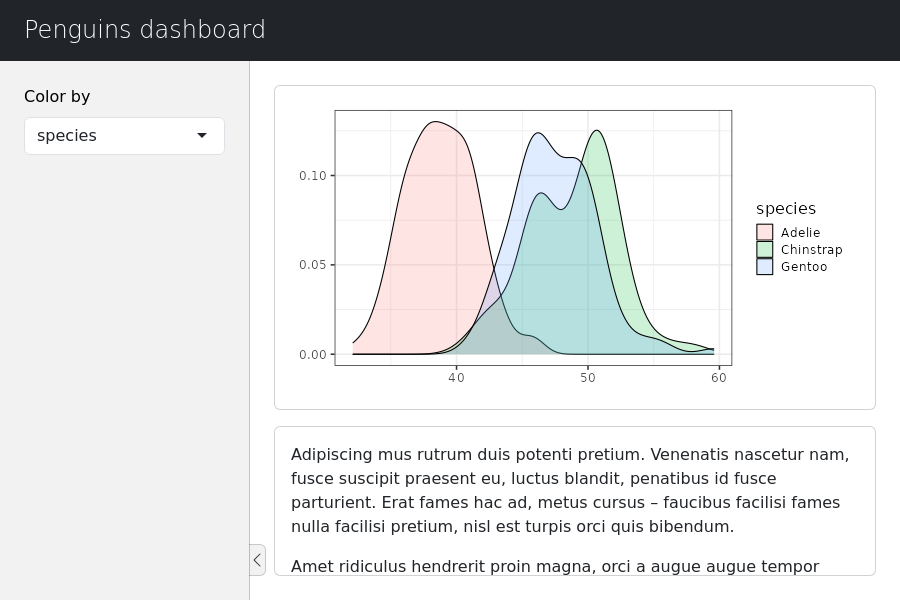 Penguins dashboard
Color by
species
0.10
0.05
0.00
40 50 60
species
Adelie
Chinstrap
Gentoo
Adipiscing mus rutrum duis potenti pretium. Venenatis nascetur nam,
fusce suscipit praesent eu, luctus blandit, penatibus id fusce
parturient. Erat fames hac ad, metus cursus – faucibus facilisi fames
nulla facilisi pretium, nisl est turpis orci quis bibendum.
Amet ridiculus hendrerit proin magna, orci a augue augue tempor